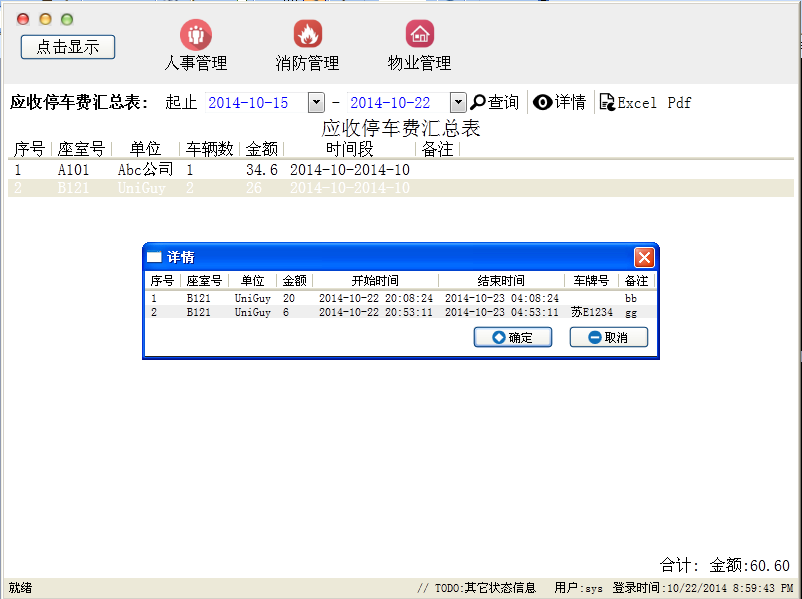 点击显示
人事管理 消防管理 物业管理
应收停车费汇总表: 起止 2014-10-15 - 2014-10-22 查询 详情 Excel Pdf
应收停车费汇总表
序号 座室号 单位 车辆数 金额 时间段 备注
1 A101 Abc公司 1 34.6 2014-10-2014-10
2 B121 UniGuy 2 26 2014-10-2014-10
详情
序号 座室号 单位 金额 开始时间 结束时间 车牌号 备注
1 B121 UniGuy 20 2014-10-22 20:08:24 2014-10-23 04:08:24 bb
2 B121 UniGuy 6 2014-10-22 20:53:11 2014-10-23 04:53:11 苏E1234 gg
确定 取消
合计: 金额:60.60
就绪 // TODO:其它状态信息 用户:sys 登录时间:10/22/2014 8:59:43 PM